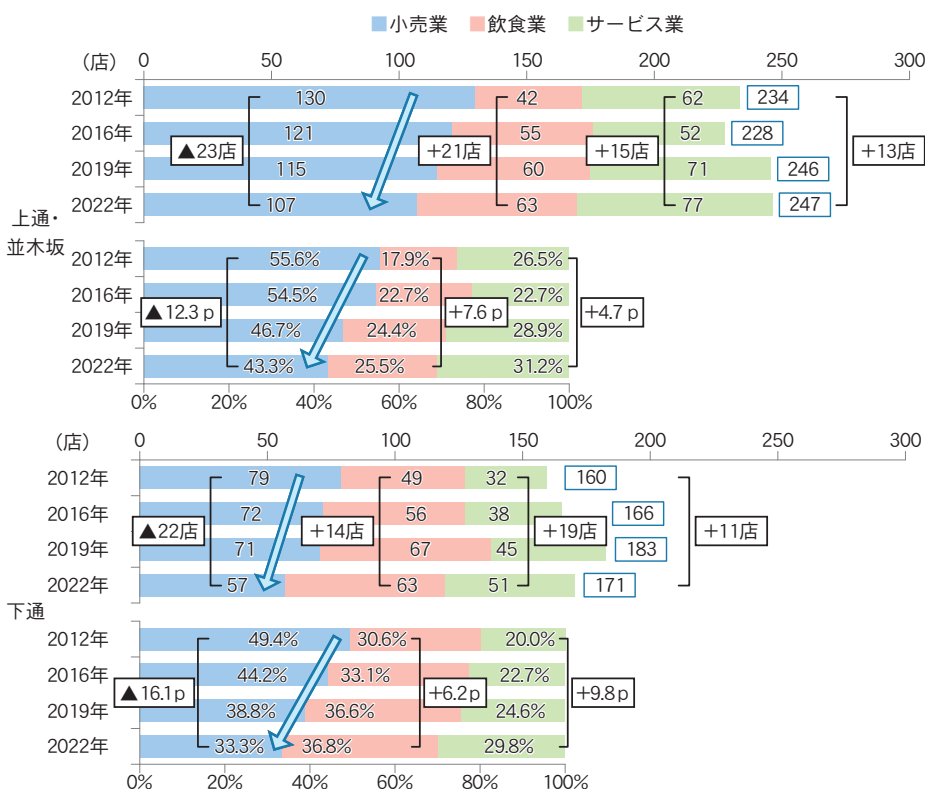 小売業 飲食業 サービス業
（店） 0 50 100 150 200 250 300
2012年 130 42 62 234
2016年 121 55 52 228
▲23店 +21店 +15店 +13店
2019年 115 60 71 246
2022年 107 63 77 247
上通・
並木坂
2012年 55.6% 17.9% 26.5%
2016年 54.5% 22.7% 22.7%
▲12.3p +7.6p +4.7p
2019年 46.7% 24.4% 28.9%
2022年 43.3% 25.5% 31.2%
0% 20% 40% 60% 80% 100%
（店） 0 50 100 150 200 250 300
2012年 79 49 32 160
2016年 72 56 38 166
▲22店 +14店 +19店 +11店
2019年 71 67 45 183
2022年 57 63 51 171
下通
2012年 49.4% 30.6% 20.0%
2016年 44.2% 33.1% 22.7%
▲16.1p +6.2p +9.8p
2019年 38.8% 36.6% 24.6%
2022年 33.3% 36.8% 29.8%
0% 20% 40% 60% 80% 100%